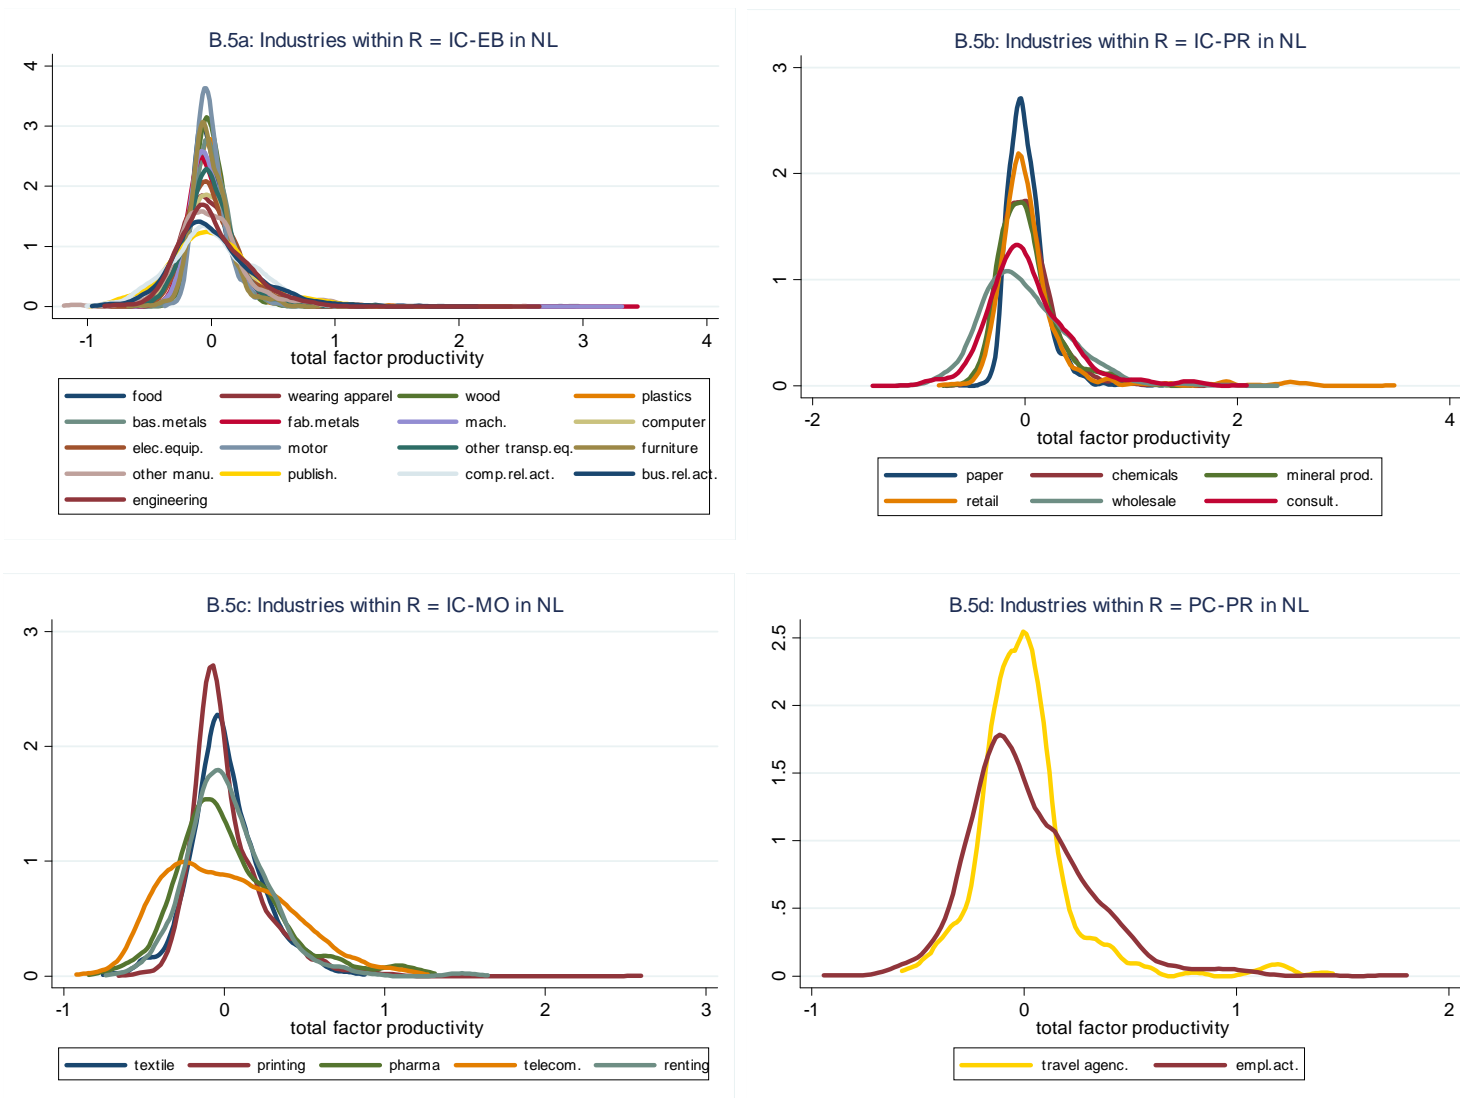 B.5a: Industries within R = IC-EB in NL
4
3
2
1
0
-1 0 1 2 3 4
total factor productivity
food wearing apparel wood plastics
bas.metals fab.metals mach. computer
elec.equip. motor other transp.eq. furniture
other manu. publish. comp.rel.act. bus.rel.act.
engineering
B.5b: Industries within R = IC-PR in NL
3
2
1
0
-2 0 2 4
total factor productivity
paper chemicals mineral prod.
retail wholesale consult.
B.5c: Industries within R = IC-MO in NL
3
2
1
0
-1 0 1 2 3
total factor productivity
textile printing pharma telecom. renting
B.5d: Industries within R = PC-PR in NL
2.5
2
1.5
1
.5
0
-1 0 1 2
total factor productivity
travel agenc. empl.act.